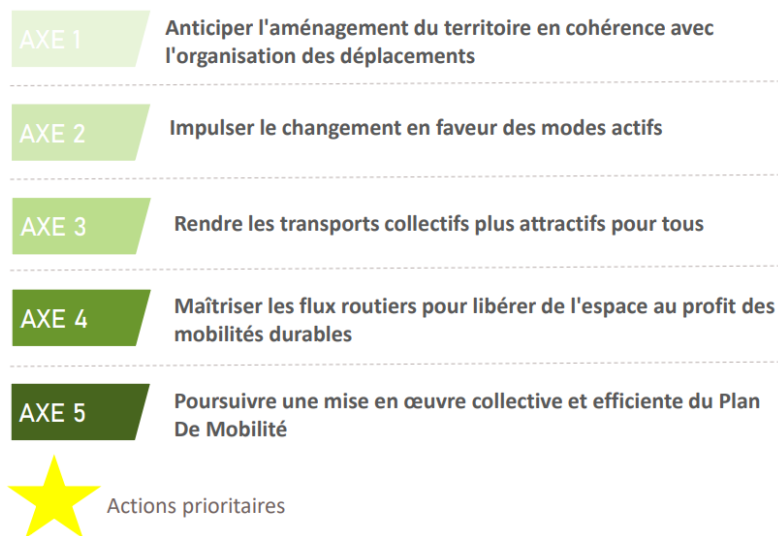 AXE 1
Anticiper l'aménagement du territoire en cohérence avec
l'organisation des déplacements
AXE 2
Impulser le changement en faveur des modes actifs
AXE 3
Rendre les transports collectifs plus attractifs pour tous
AXE 4
Maîtriser les flux routiers pour libérer de l'espace au profit des
mobilités durables
AXE 5
Poursuivre une mise en œuvre collective et efficiente du Plan
De Mobilité
Actions prioritaires